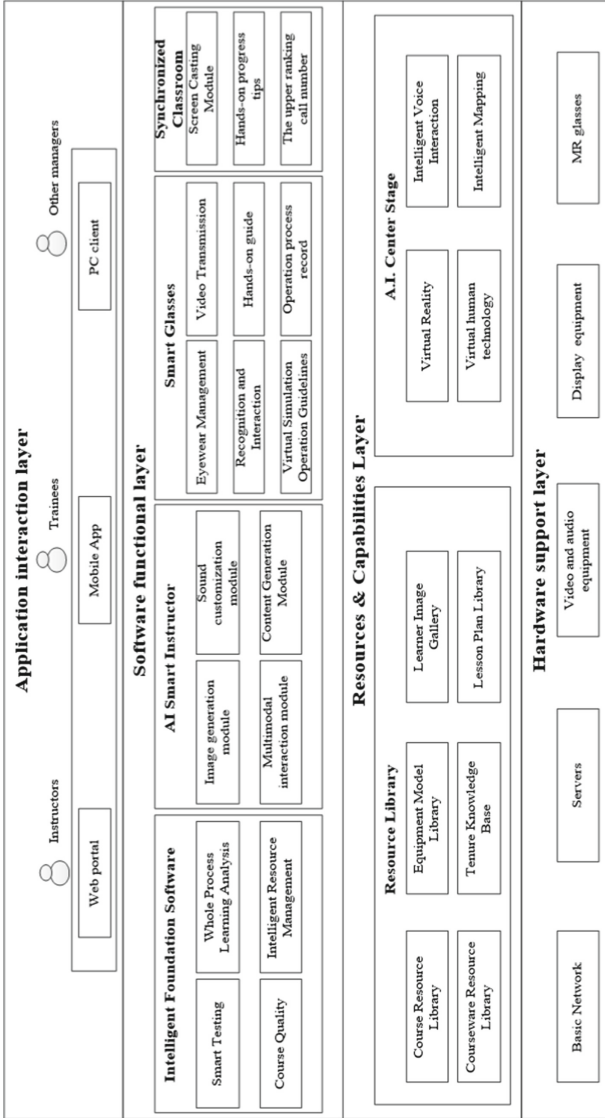 Application interaction layer
Instructors
Trainees
Other managers
Web portal
Mobile App
PC client
Software functional layer
Intelligent Foundation Software
Smart Testing
Whole Process
Learning Analysis
Course Quality
Intelligent Resource
Management
AI Smart Instructor
Image generation
module
Sound
customization
module
Multimodal
interaction module
Content Generation
Module
Smart Glasses
Eyewear Management
Video Transmission
Recognition and
Interaction
Hands-on guide
Virtual Simulation
Operation Guidelines
Operation process
record
Synchronized
Classroom
Screen Casting
Module
Hands-on progress
tips
The upper ranking
call number
Resources & Capabilities Layer
Resource Library
Course Resource
Library
Equipment Model
Library
Learner Image
Gallery
Courseware Resource
Library
Tenure Knowledge
Base
Lesson Plan Library
A.I. Center Stage
Virtual Reality
Intelligent Voice
Interaction
Virtual human
technology
Intelligent Mapping
Hardware support layer
Basic Network
Servers
Video and audio
equipment
Display equipment
MR glasses